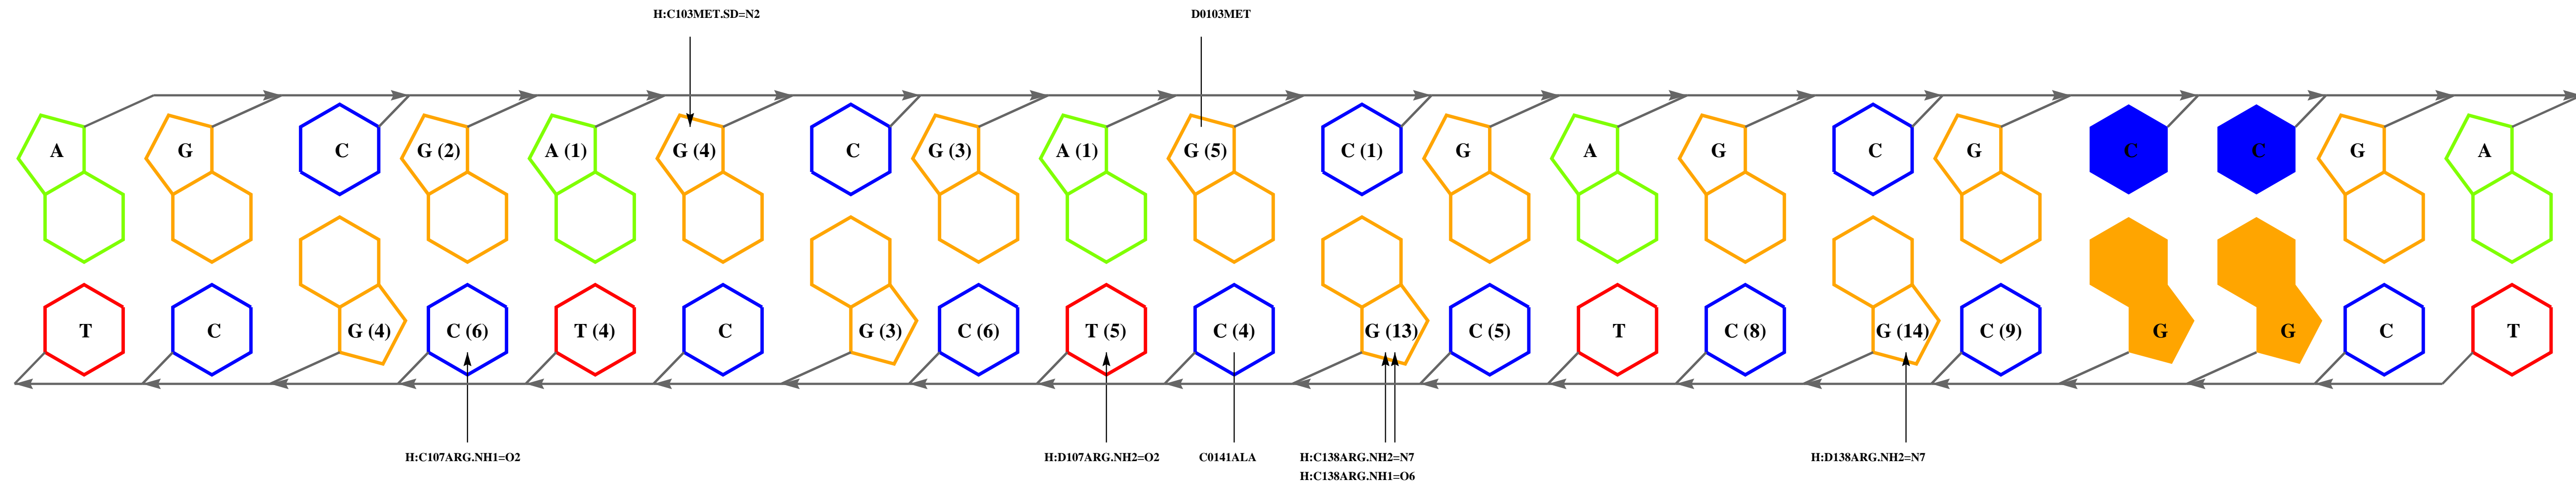 H:C103MET.SD=N2 D0103MET
A G C G (2) A (1) G (4) C G (3) A (1) G (5) C (1) G A G C G C C G A
T C G (4) C (6) T (4) C G (3) C (6) T (5) C (4) G (13) C (5) T C (8) G (14) C (9) G G C T
H:C107ARG.NH1=O2 H:D107ARG.NH2=O2 C0141ALA H:C138ARG.NH2=N7 H:D138ARG.NH2=N7
H:C138ARG.NH1=O6